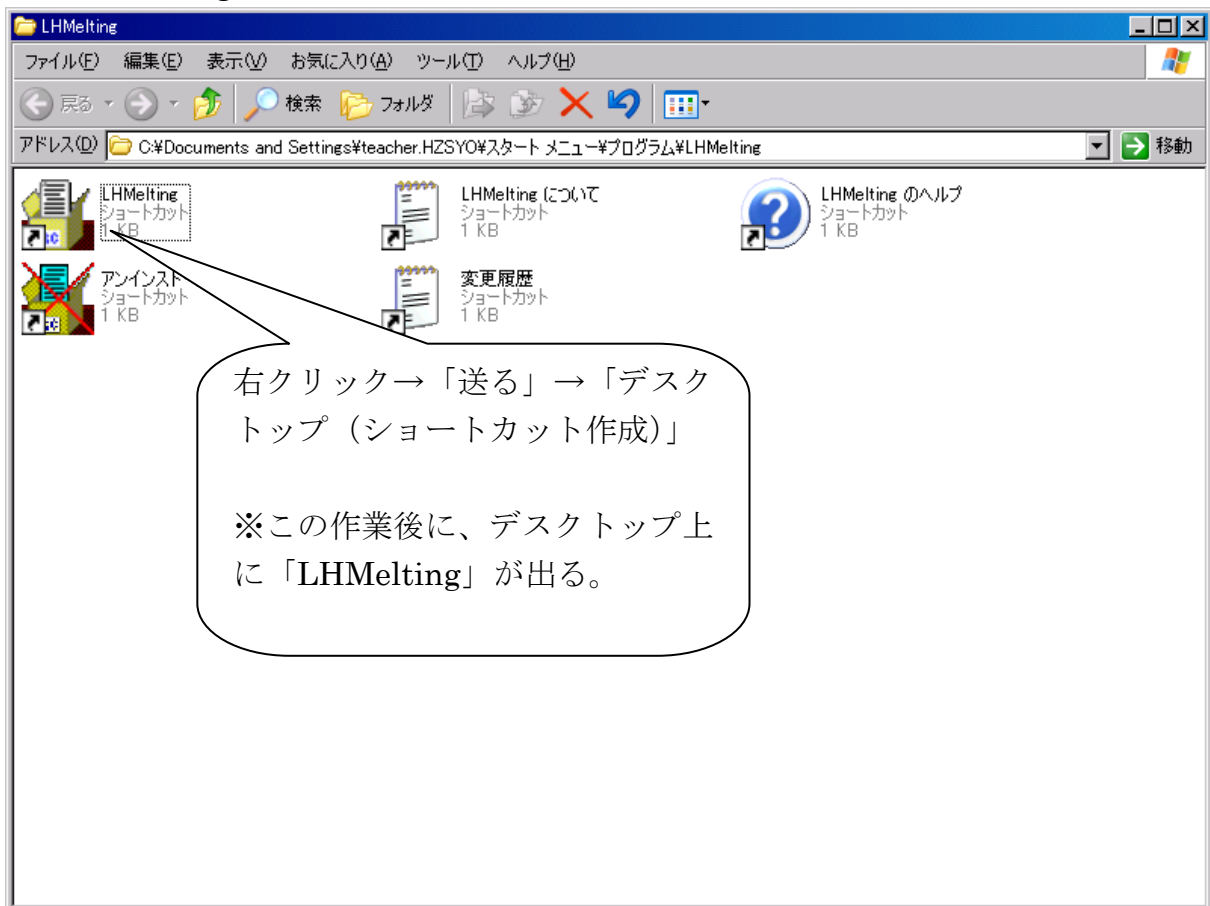 LHMelting
ファイル(F) 編集(E) 表示(V) お気に入り(A) ツール(T) ヘルプ(H)
戻る 検索 フォルダ
アドレス(D) C:¥Documents and Settings¥teacher.HZSYO¥スタート メニュー¥プログラム¥LHMelting 移動
LHMelting
ショートカット
1 KB
LHMelting について
ショートカット
1 KB
LHMelting のヘルプ
ショートカット
1 KB
アンインスト
ショートカット
1 KB
変更履歴
ショートカット
1 KB
右クリック→「送る」→「デスク
トップ（ショートカット作成）」
※この作業後に、デスクトップ上
に「LHMelting」が出る。